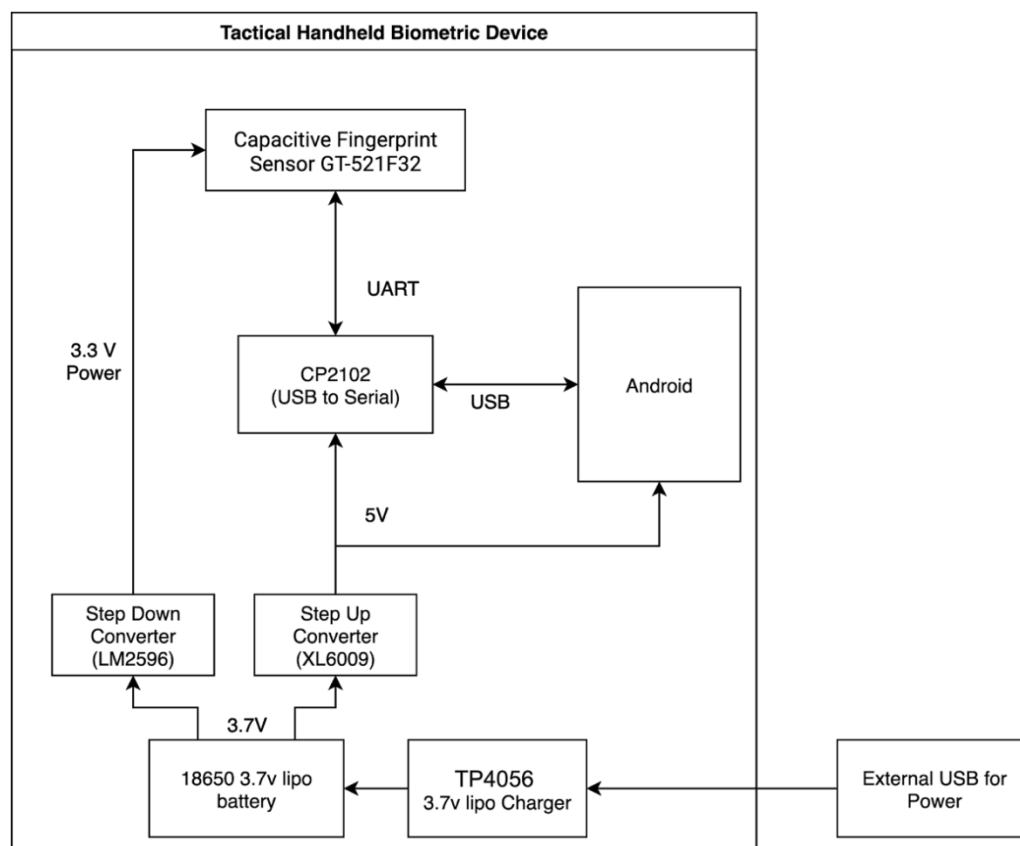 Tactical Handheld Biometric Device
Capacitive Fingerprint
Sensor GT-521F32
UART
3.3 V
Power
CP2102
(USB to Serial)
USB
Android
5V
Step Down
Converter
(LM2596)
Step Up
Converter
(XL6009)
3.7V
18650 3.7v lipo
battery
TP4056
3.7v lipo Charger
External USB for
Power